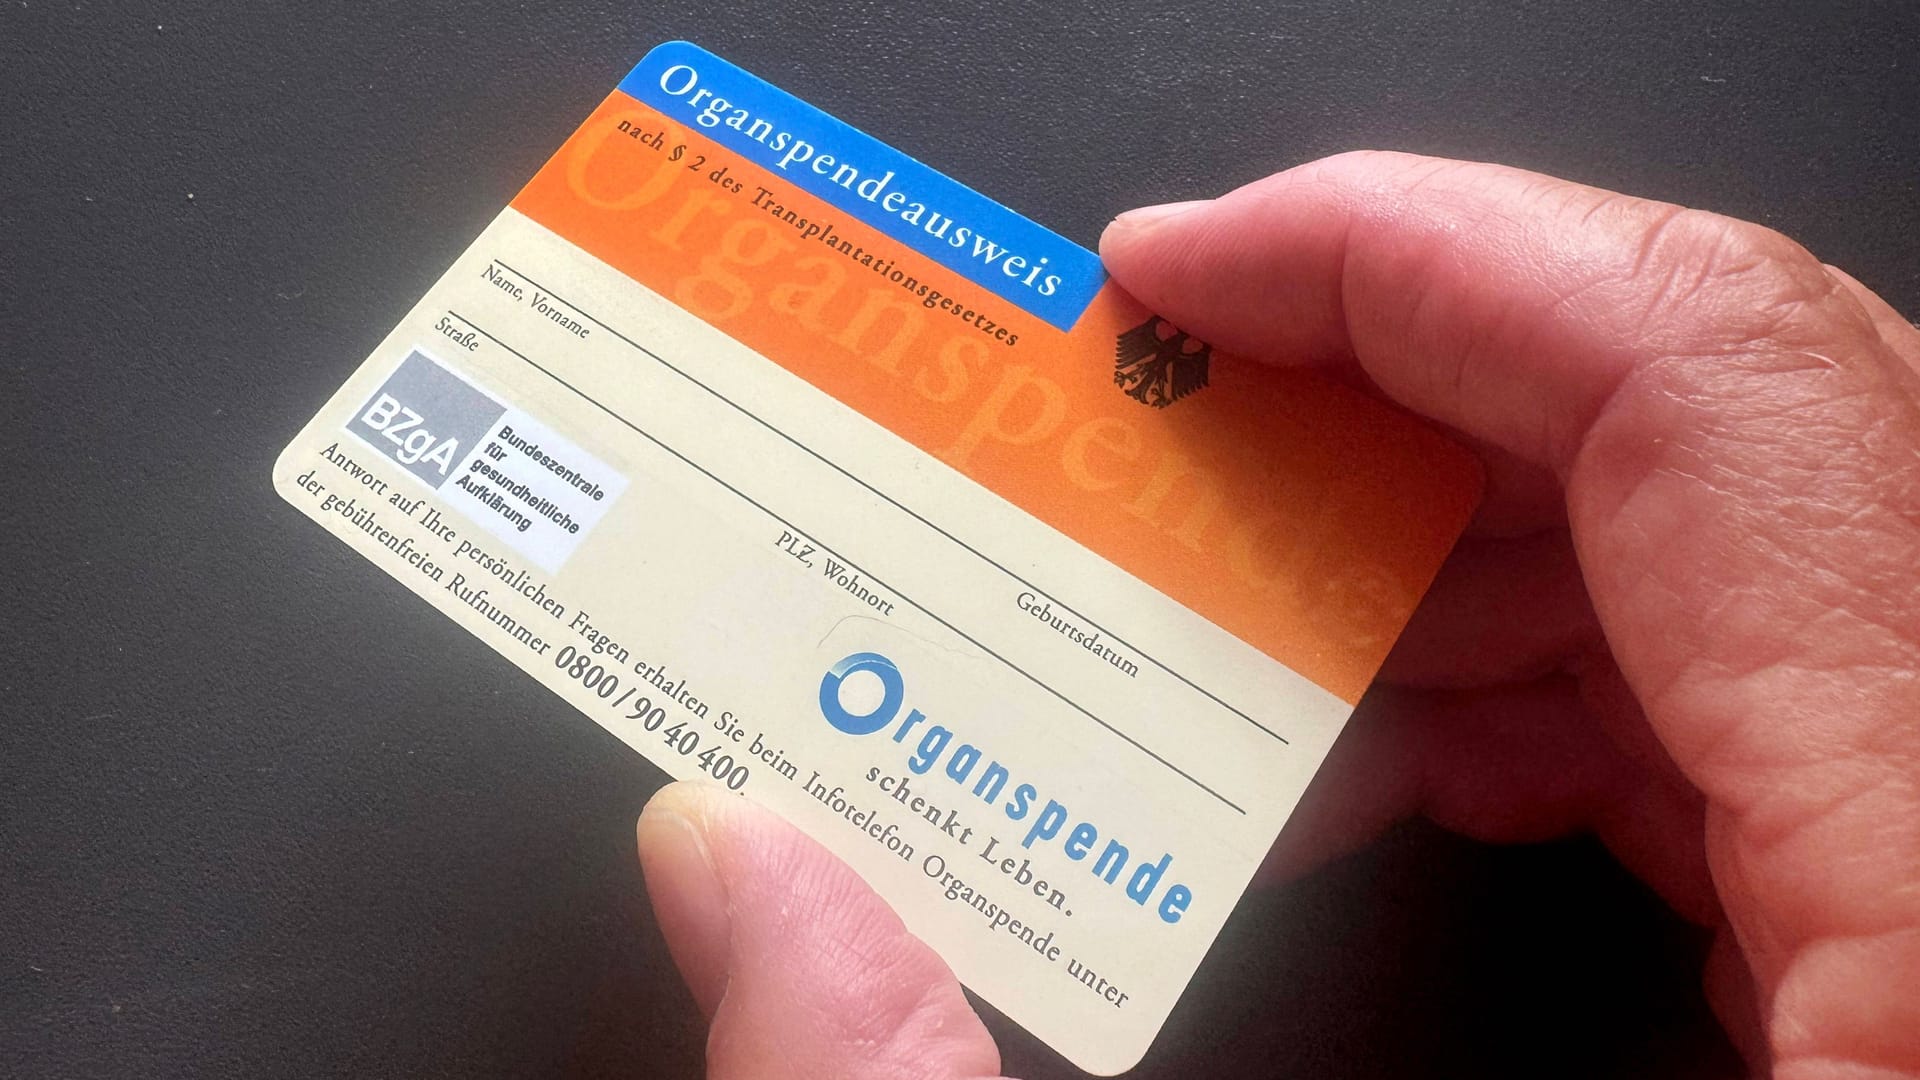 Organspendeausweis
nach § 2 des Transplantationsgesetzes
Organspende
Name, Vorname
Geburtsdatum
Straße
PLZ, Wohnort
BZgA
Bundeszentrale
für
gesundheitliche
Aufklärung
Organspende
schenkt Leben.
Antwort auf Ihre persönlichen Fragen erhalten Sie beim Infotelefon Organspende unter
der gebührenfreien Rufnummer 0800/90 40 400.